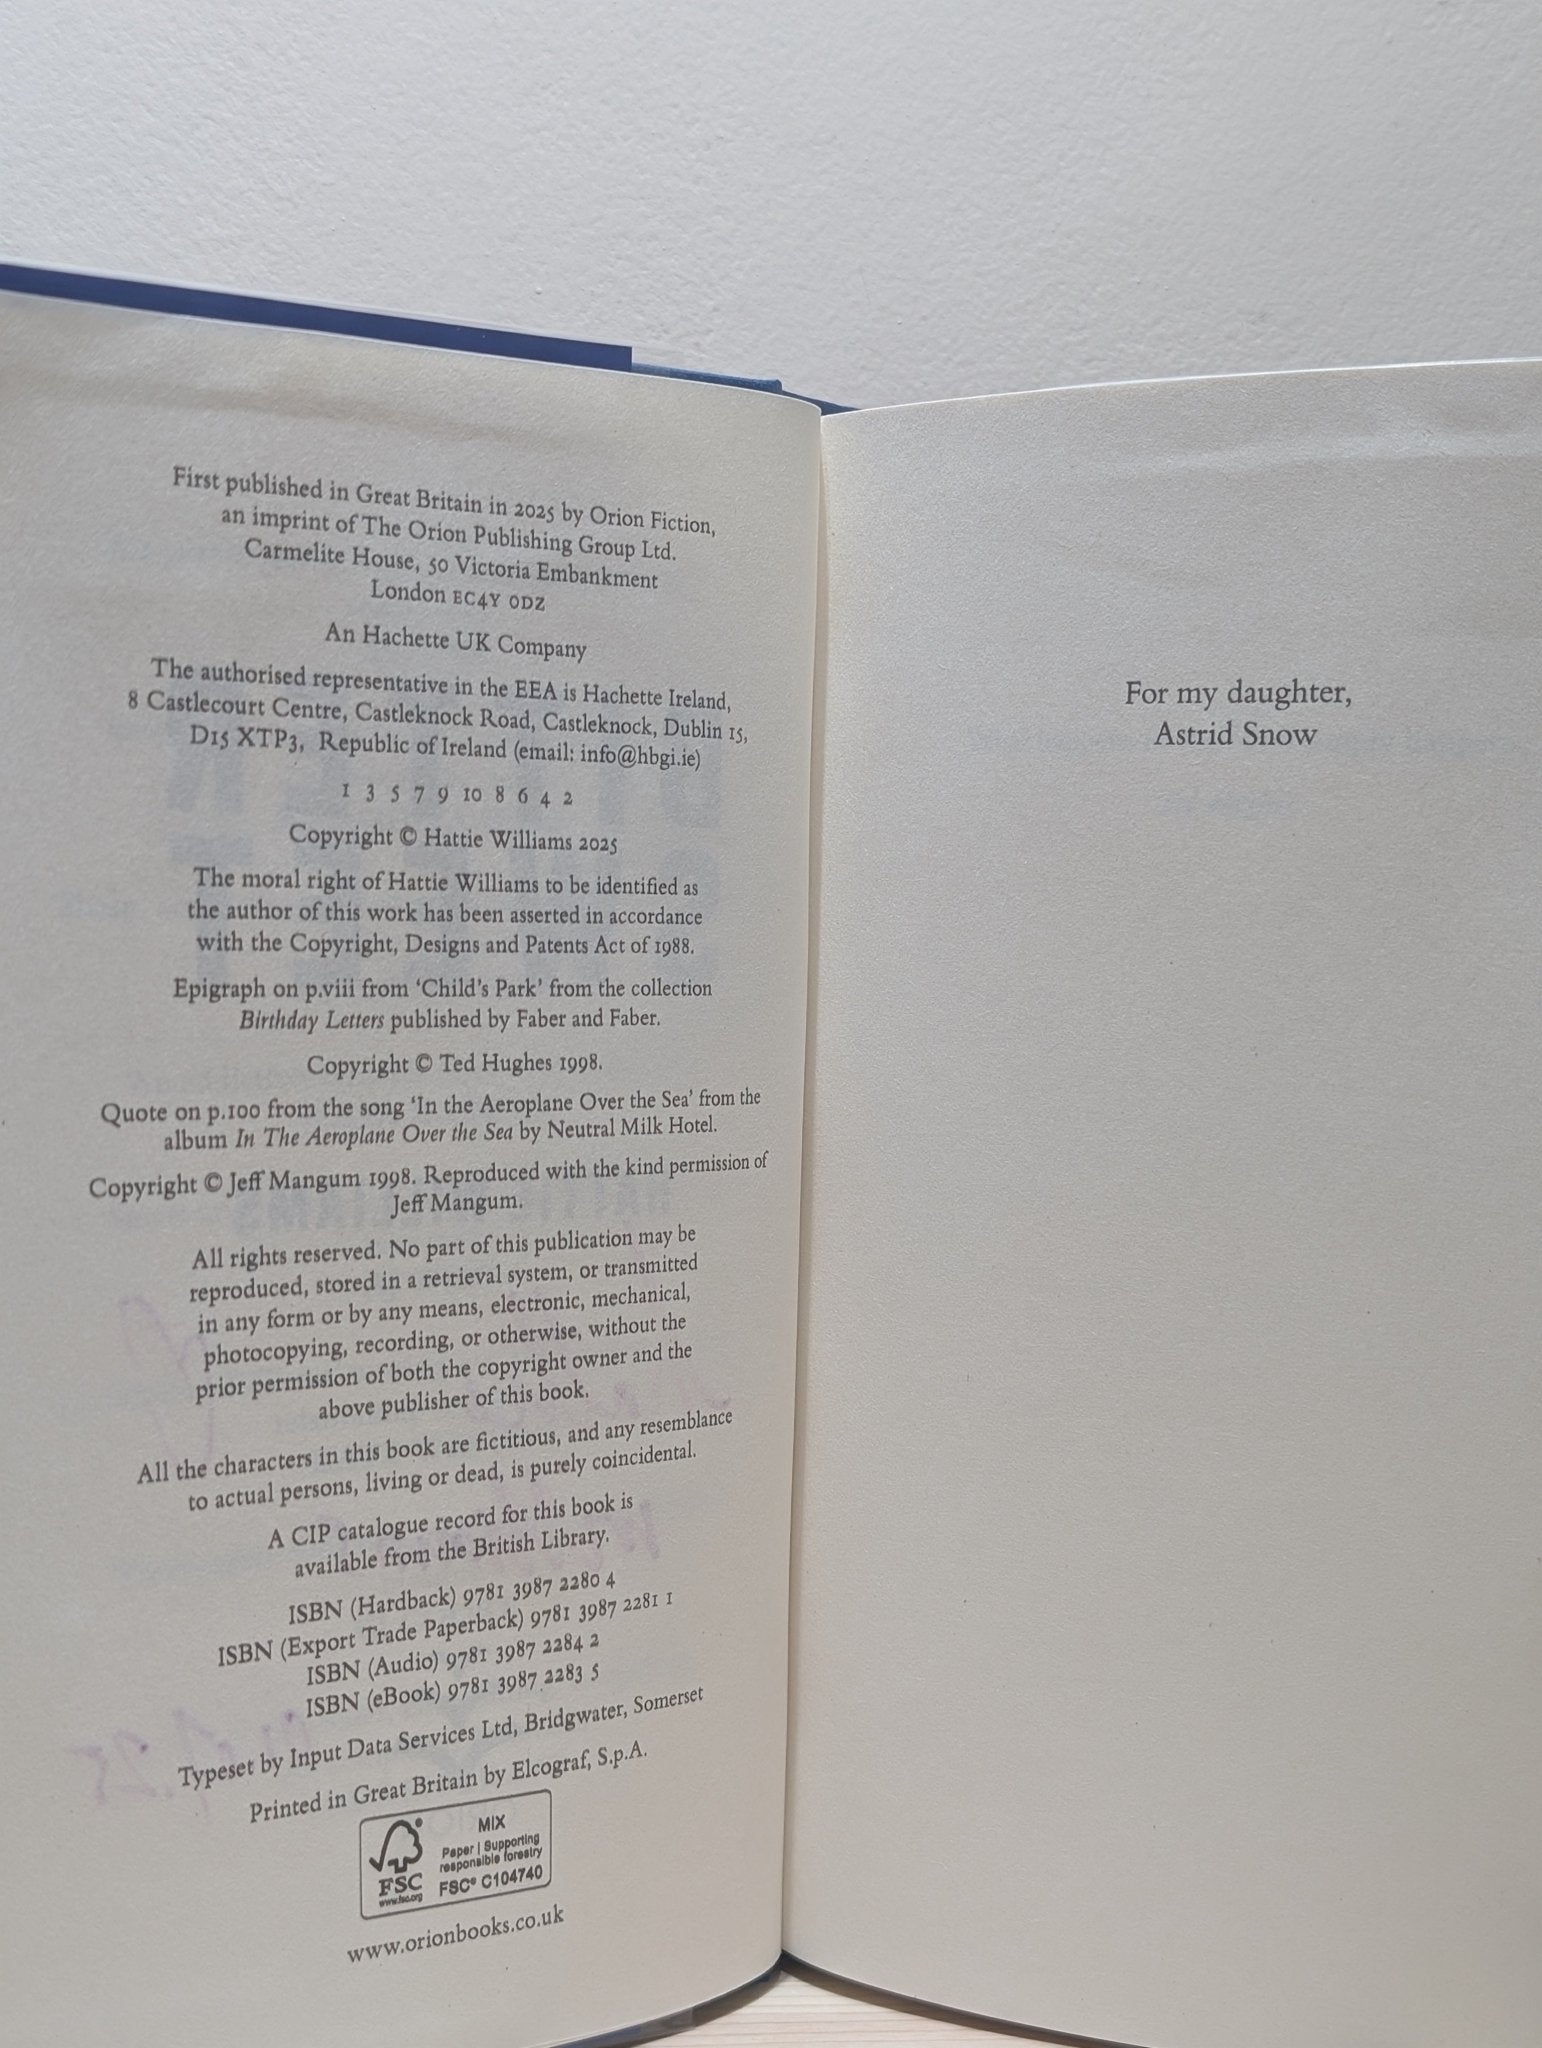 First published in Great Britain in 2025 by Orion Fiction,
an imprint of The Orion Publishing Group Ltd.
Carmelite House, 50 Victoria Embankment
London EC4Y 0DZ
An Hachette UK Company
The authorised representative in the EEA is Hachette Ireland,
8 Castlecourt Centre, Castleknock Road, Castleknock, Dublin 15,
D15 XTP3, Republic of Ireland (email: info@hbgi.ie)
1 3 5 7 9 10 8 6 4 2
Copyright © Hattie Williams 2025
The moral right of Hattie Williams to be identified as
the author of this work has been asserted in accordance
with the Copyright, Designs and Patents Act of 1988.
Epigraph on p.viii from ‘Child’s Park’ from the collection
Birthday Letters published by Faber and Faber.
Copyright © Ted Hughes 1998.
Quote on p.100 from the song ‘In the Aeroplane Over the Sea’ from the
album In The Aeroplane Over the Sea by Neutral Milk Hotel.
Copyright © Jeff Mangum 1998. Reproduced with the kind permission of
Jeff Mangum.
All rights reserved. No part of this publication may be
reproduced, stored in a retrieval system, or transmitted
in any form or by any means, electronic, mechanical,
photocopying, recording, or otherwise, without the
prior permission of both the copyright owner and the
above publisher of this book.
All the characters in this book are fictitious, and any resemblance
to actual persons, living or dead, is purely coincidental.
A CIP catalogue record for this book is
available from the British Library.
ISBN (Hardback) 9781 3987 2280 4
ISBN (Export Trade Paperback) 9781 3987 2281 1
ISBN (Audio) 9781 3987 2284 2
ISBN (eBook) 9781 3987 2283 5
Typeset by Input Data Services Ltd, Bridgwater, Somerset
Printed in Great Britain by Elcograf, S.p.A.
FSC
www.fsc.org
MIX
Paper | Supporting
responsible forestry
FSC® C104740
www.orionbooks.co.uk
For my daughter,
Astrid Snow